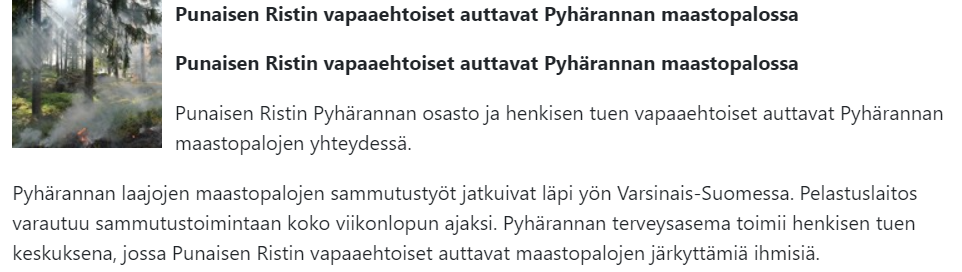 Punaisen Ristin vapaaehtoiset auttavat Pyhärannan maastopalossa
Punaisen Ristin vapaaehtoiset auttavat Pyhärannan maastopalossa
Punaisen Ristin Pyhärannan osasto ja henkisen tuen vapaaehtoiset auttavat Pyhärannan
maastopalojen yhteydessä.
Pyhärannan laajojen maastopalojen sammutustyöt jatkuivat läpi yön Varsinais-Suomessa. Pelastuslaitos
varautuu sammutustoimintaan koko viikonlopun ajaksi. Pyhärannan terveysasema toimii henkisen tuen
keskuksena, jossa Punaisen Ristin vapaaehtoiset auttavat maastopalojen järkyttämiä ihmisiä.